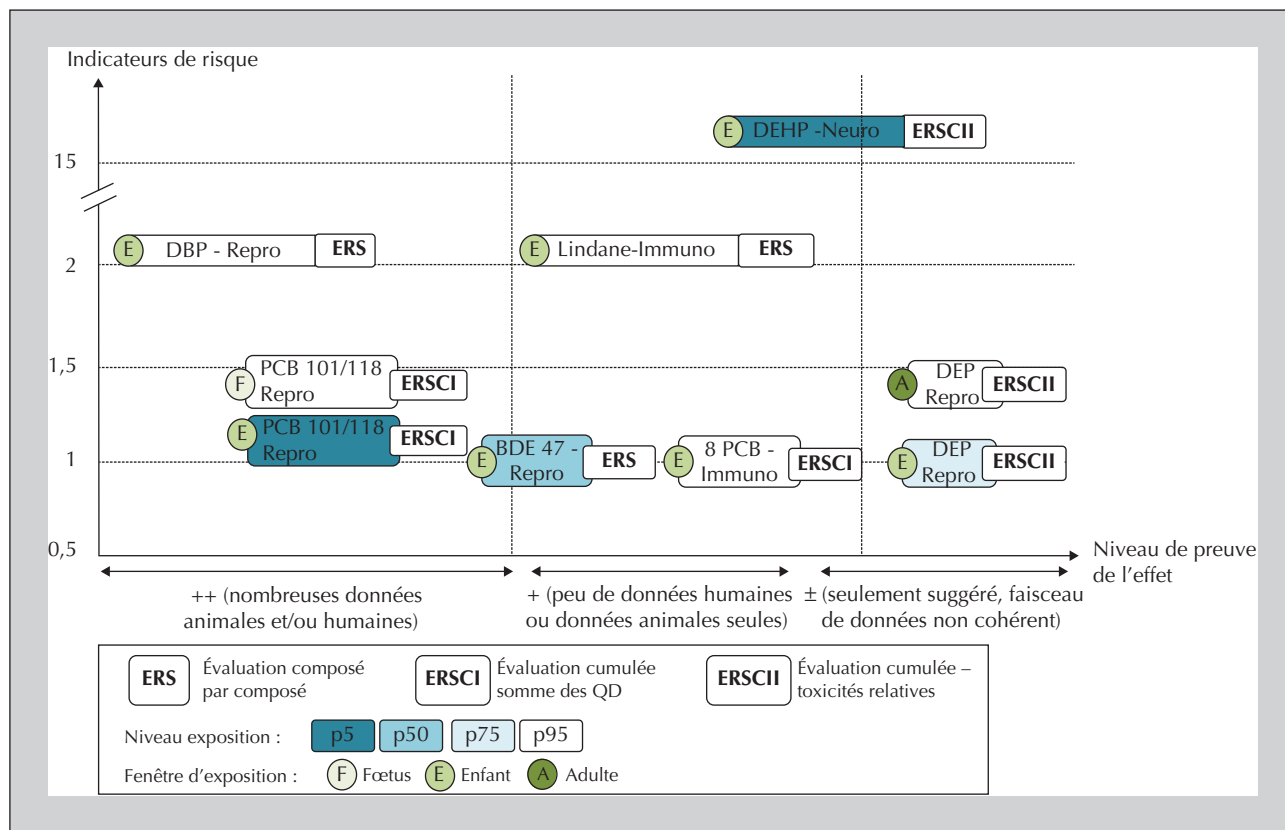 Indicateurs de risque
E DEHP -Neuro ERSCII
15
E DBP - Repro ERS
E Lindane-Immuno ERS
2
1,5
F PCB 101/118
Repro
ERSCI
A DEP
Repro
ERSCII
E PCB 101/118
Repro
ERSCI
E BDE 47 -
Repro
ERS
E 8 PCB -
Immuno
ERSCI
E DEP
Repro
ERSCII
1
0,5
Niveau de preuve
de l'effet
++ (nombreuses données
animales et/ou humaines)
+ (peu de données humaines
ou données animales seules)
± (seulement suggéré, faisceau
de données non cohérent)
ERS Évaluation composé
par composé
ERSCI Évaluation cumulée
somme des QD
ERSCII Évaluation cumulée –
toxicités relatives
Niveau exposition : p5 p50 p75 p95
Fenêtre d'exposition : F Fœtus E Enfant A Adulte